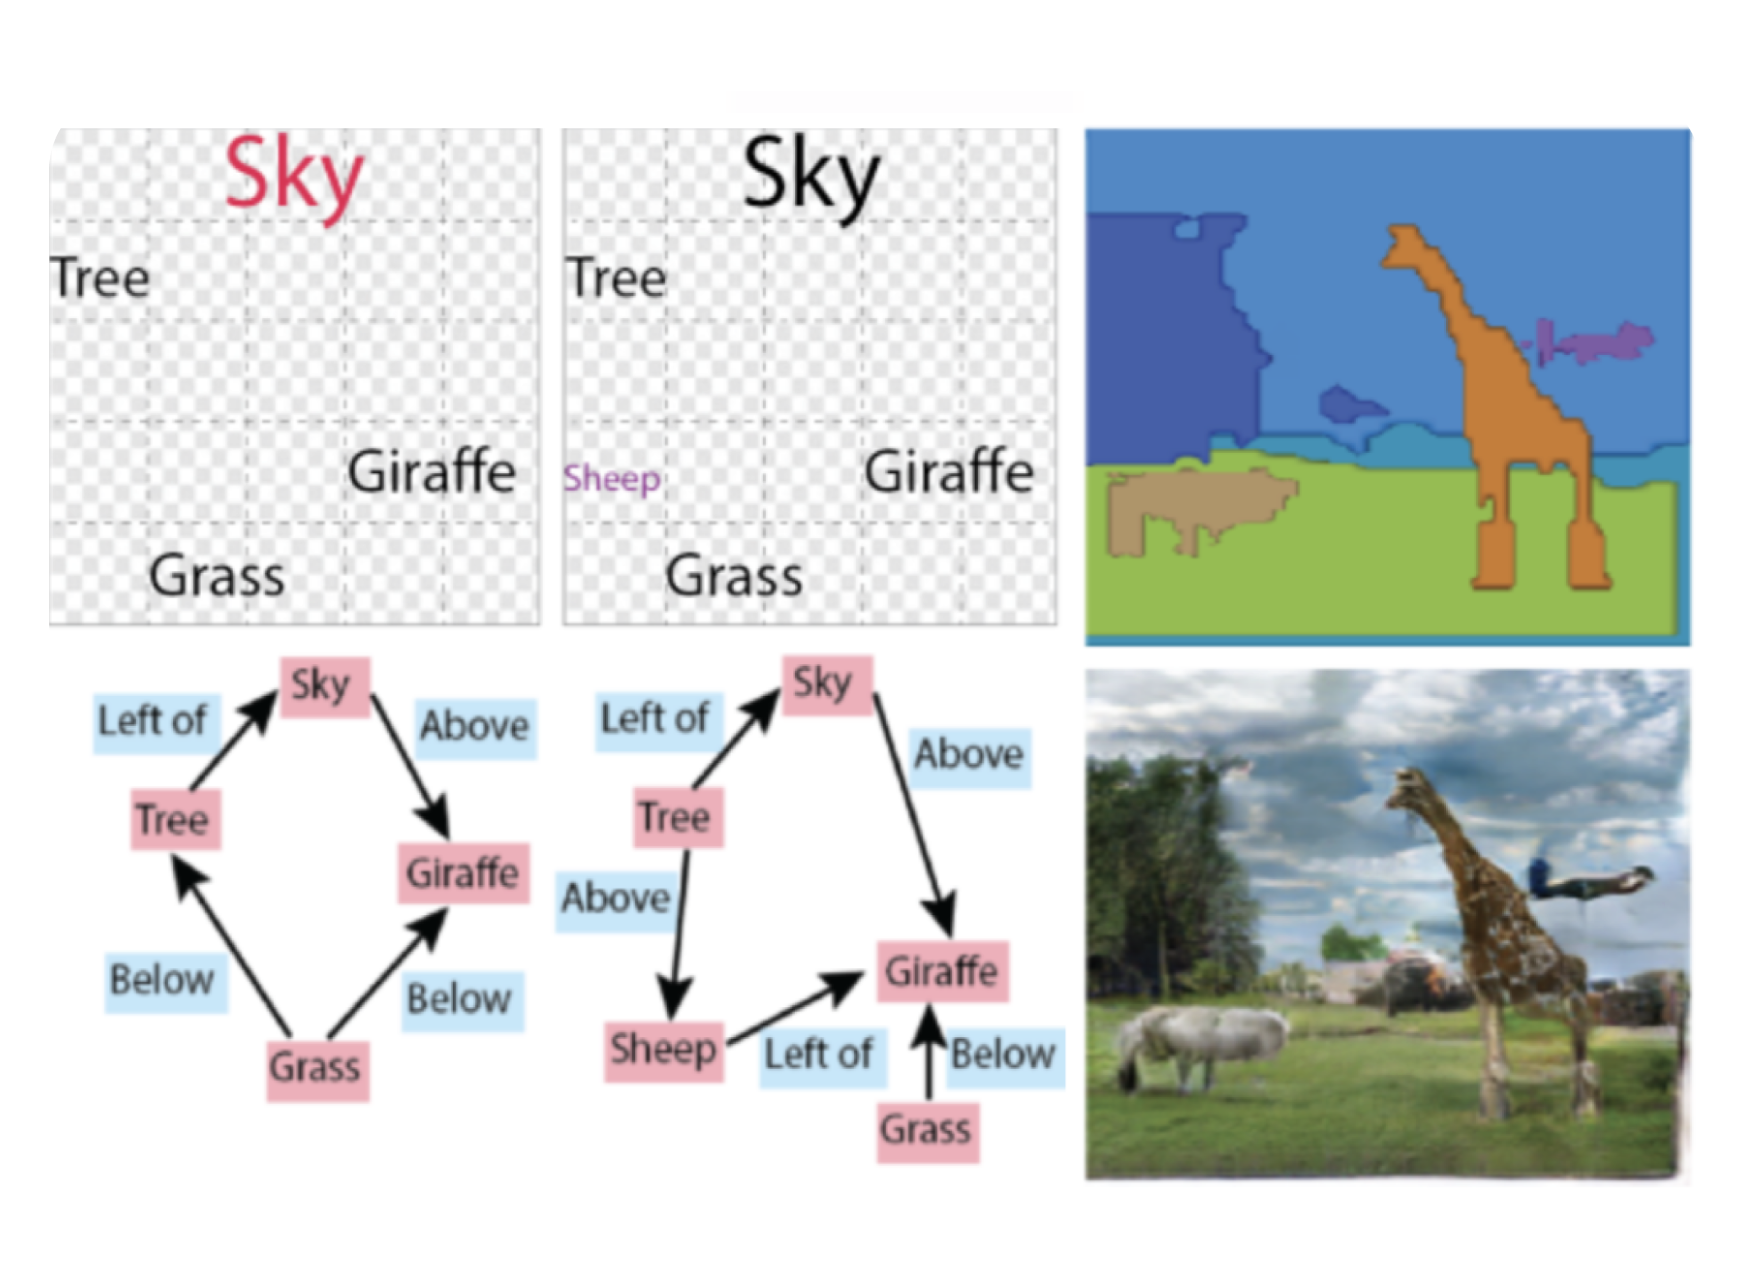 Sky
Tree
Giraffe
Grass
Sky
Tree
Sheep
Giraffe
Grass
Sky
Left of
Above
Tree
Giraffe
Below
Below
Grass
Sky
Left of
Above
Tree
Above
Giraffe
Sheep
Left of
Below
Grass